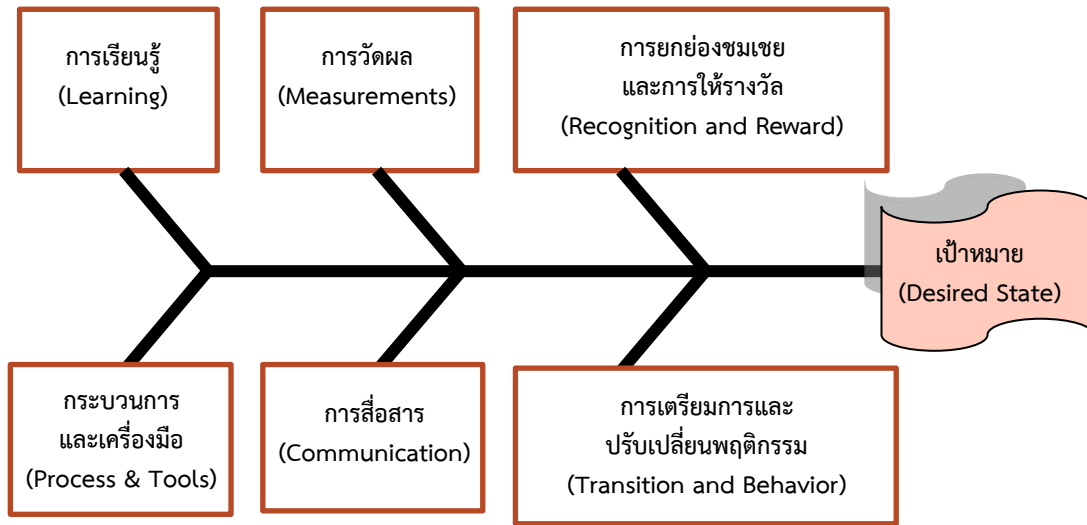 การเรียนรู้
(Learning)
การวัดผล
(Measurements)
การยกย่องชมเชย
และการให้รางวัล
(Recognition and Reward)
เป้าหมาย
(Desired State)
กระบวนการ
และเครื่องมือ
(Process & Tools)
การสื่อสาร
(Communication)
การเตรียมการและ
ปรับเปลี่ยนพฤติกรรม
(Transition and Behavior)